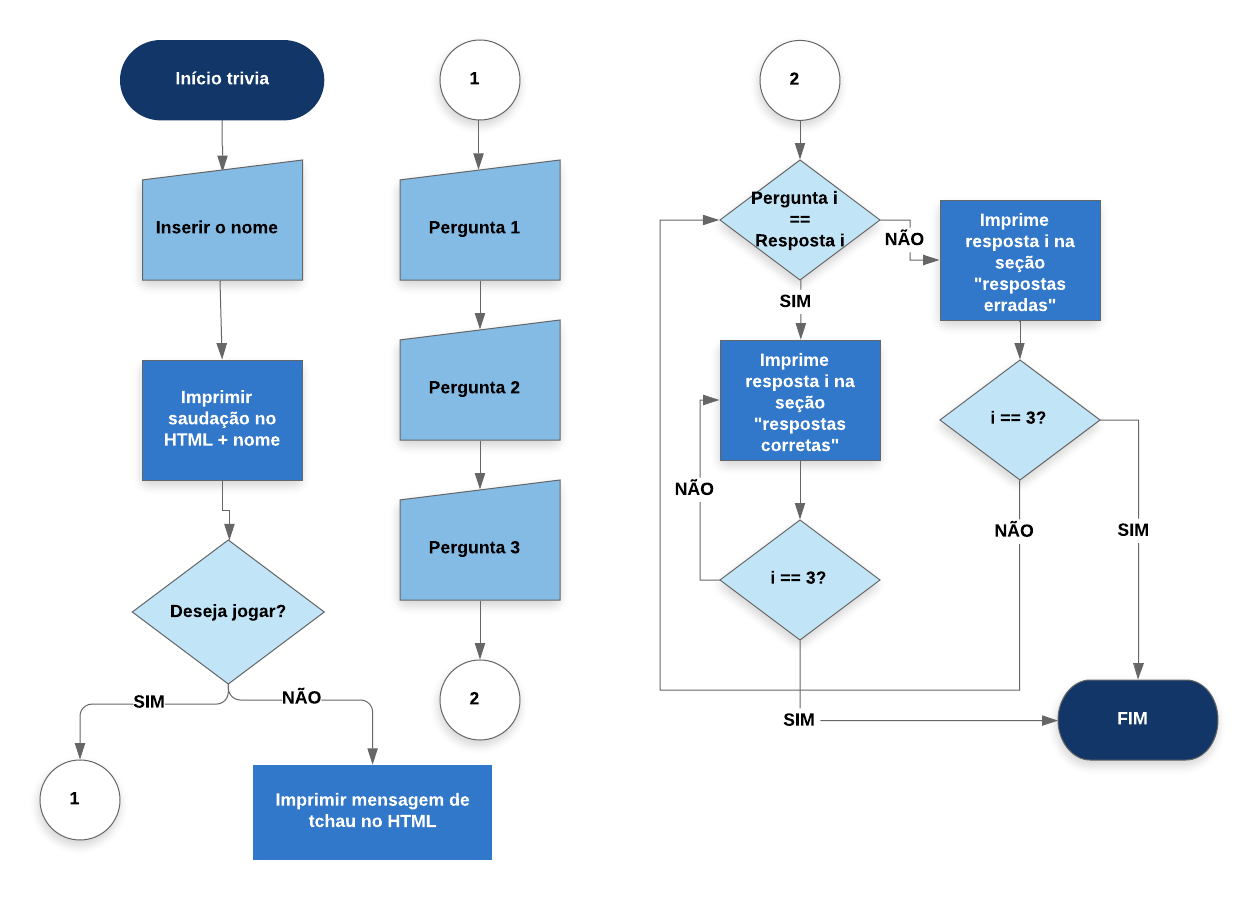 Início trivia
Inserir o nome
Imprimir
saudação no
HTML + nome
Deseja jogar?
SIM
NÃO
1
Imprimir mensagem de
tchau no HTML
1
Pergunta 1
Pergunta 2
Pergunta 3
2
2
Pergunta i
==
Resposta i
NÃO
SIM
Imprime
resposta i na
seção
"respostas
erradas"
Imprime
resposta i na
seção
"respostas
corretas"
i == 3?
NÃO
i == 3?
NÃO
SIM
SIM
FIM